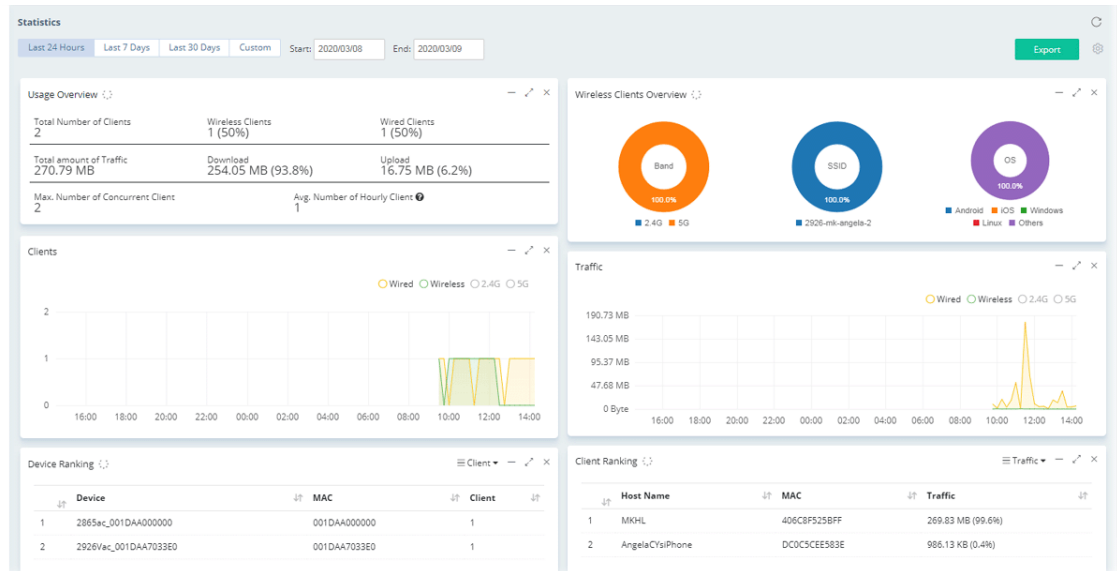 Statistics
Last 24 Hours Last 7 Days Last 30 Days Custom Start: 2020/03/08 End: 2020/03/09 Export
Usage Overview
Total Number of Clients Wireless Clients Wired Clients
2 1 (50%) 1 (50%)
Total amount of Traffic Download Upload
270.79 MB 254.05 MB (93.8%) 16.75 MB (6.2%)
Max. Number of Concurrent Client Avg. Number of Hourly Client ?
2 1
Wireless Clients Overview
Band SSID OS
100.0% 100.0% 100.0%
2.4G 5G 2926-mk-angela-2 Android iOS Windows
Linux Others
Clients
Wired Wireless 2.4G 5G
2
1
0
16:00 18:00 20:00 22:00 00:00 02:00 04:00 06:00 08:00 10:00 12:00 14:00
Traffic
Wired Wireless 2.4G 5G
190.73 MB
143.05 MB
95.37 MB
47.68 MB
0 Byte
16:00 18:00 20:00 22:00 00:00 02:00 04:00 06:00 08:00 10:00 12:00 14:00
Device Ranking Client
Device MAC Client
1 2865ac_001DAA000000 001DAA000000 1
2 2926Vac_001DAA7033E0 001DAA7033E0 1
Client Ranking Traffic
Host Name MAC Traffic
1 MKHL 406C8F525BFF 269.83 MB (99.6%)
2 AngelaCYsiPhone DC0C5CEE583E 986.13 KB (0.4%)